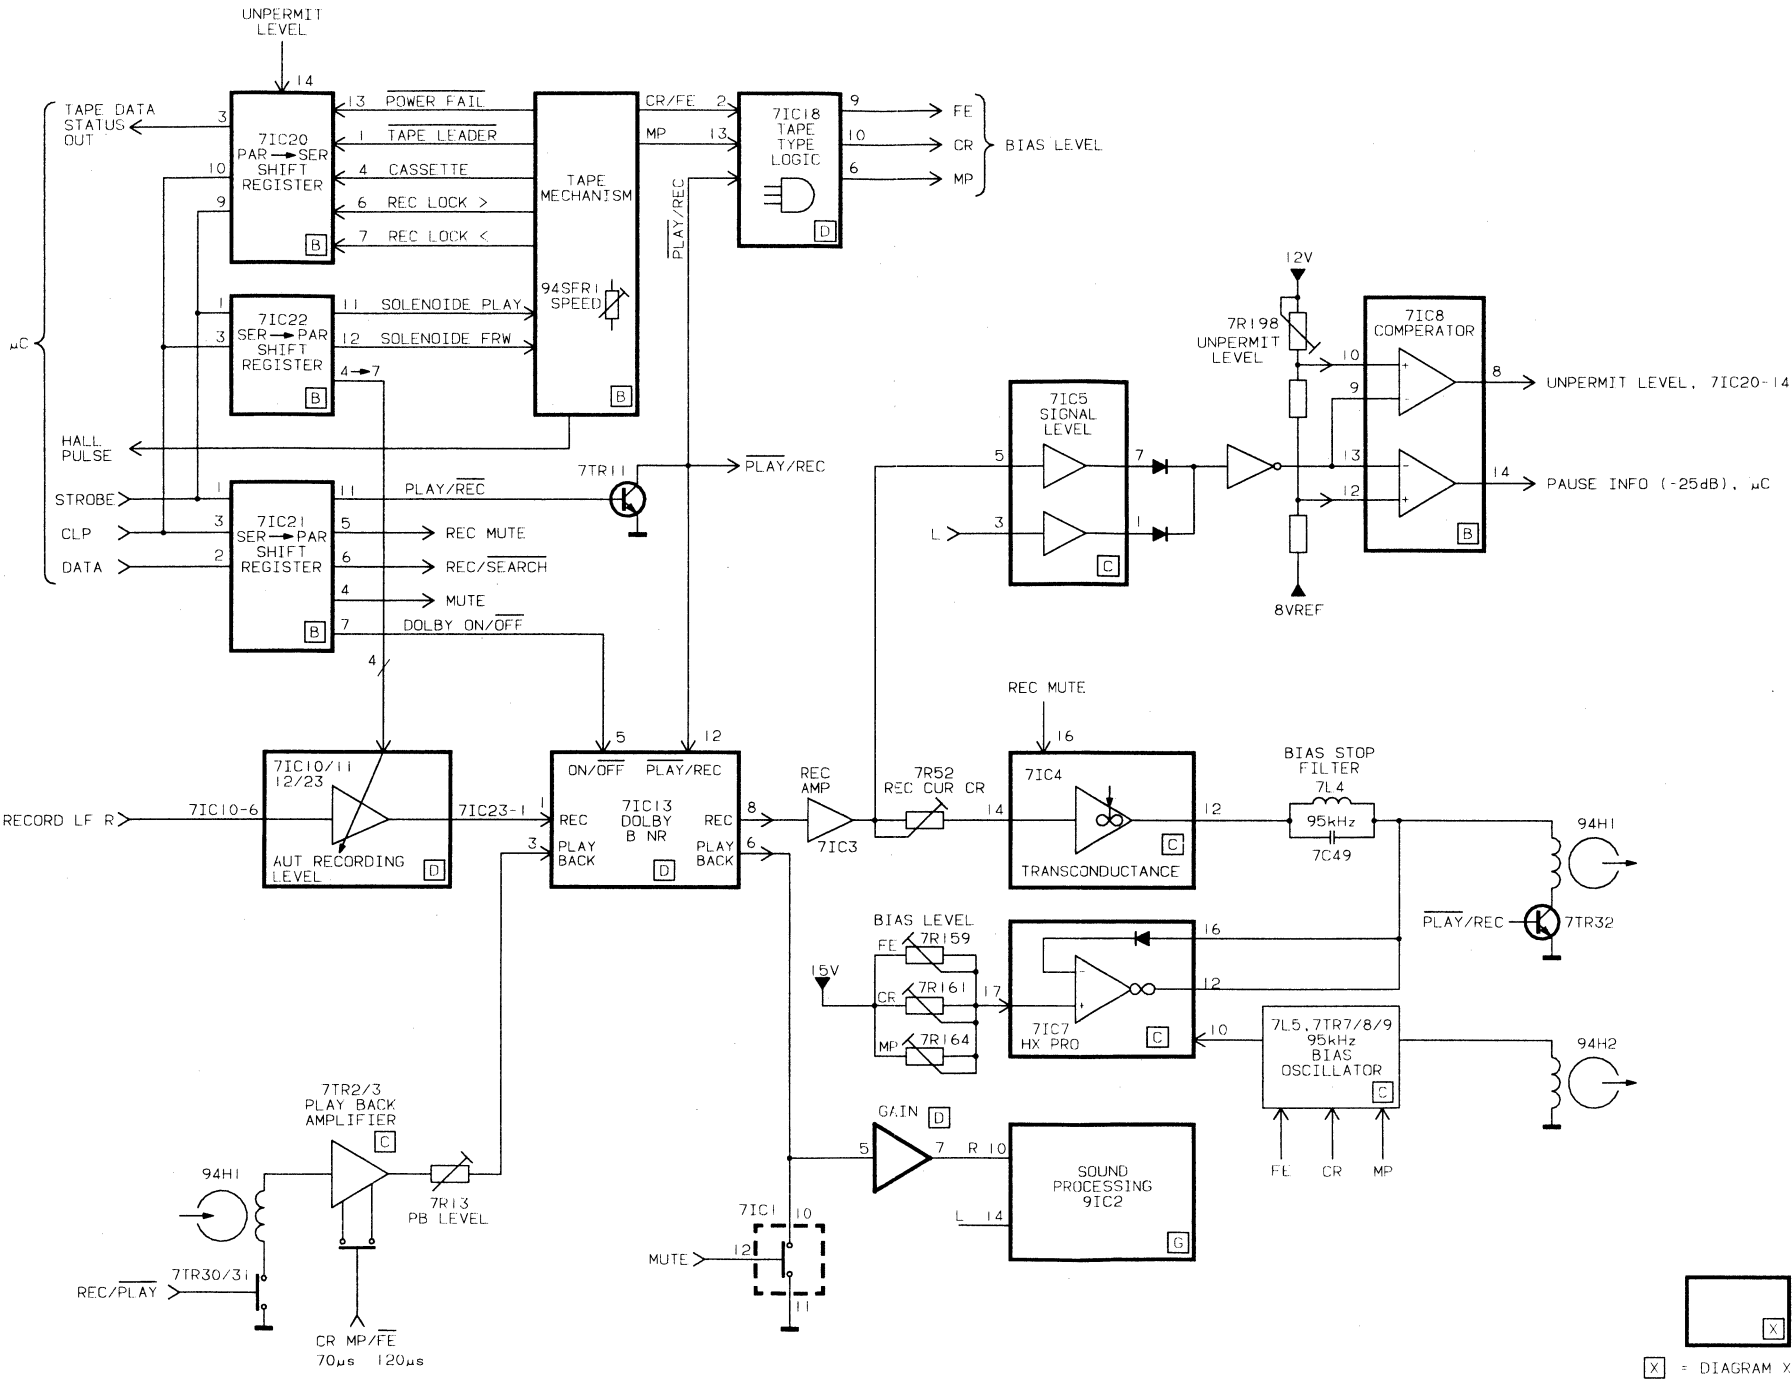 UNPERMIT
LEVEL
14
TAPE DATA
STATUS
OUT
3
7IC20
PAR → SER
SHIFT
REGISTER
10
9
B
13 POWER FAIL
1 TAPE LEADER
4 CASSETTE
6 REC LOCK >
7 REC LOCK <
TAPE
MECHANISM
94SFR1
SPEED
B
CR/FE 2
MP 13
PLAY/REC
7IC18
TAPE
TYPE
LOGIC
D
9 FE
10 CR
6 MP
BIAS LEVEL
µC
1
3
7IC22
SER → PAR
SHIFT
REGISTER
B
11 SOLENOIDE PLAY
12 SOLENOIDE FRW
4→7
HALL
PULSE
STROBE
CLP
DATA
1
3
2
7IC21
SER → PAR
SHIFT
REGISTER
B
11 PLAY/REC
5 REC MUTE
6 REC/SEARCH
4 MUTE
7 DOLBY ON/OFF
7TR11
PLAY/REC
4
12V
7R198
UNPERMIT
LEVEL
8VREF
7IC8
COMPERATOR
10
9
13
12
B
8 UNPERMIT LEVEL, 7IC20-14
14 PAUSE INFO (-25dB), µC
7IC5
SIGNAL
LEVEL
5
L 3
7
1
C
RECORD LF R
7IC10-6
7IC10/11
12/23
AUT RECORDING
LEVEL
D
7IC23-1
1
3
5
12
ON/OFF PLAY/REC
7IC13
DOLBY
B NR
REC
PLAY
BACK
REC
PLAY
BACK
D
8
6
REC
AMP
7IC3
7R52
REC CUR CR
14
REC MUTE
16
7IC4
C
TRANSCONDUCTANCE
12
BIAS STOP
FILTER
7L4
95kHz
7C49
94H1
PLAY/REC
7TR32
BIAS LEVEL
FE 7R159
15V
CR 7R161
MP 7R164
17
7IC7
HX PRO
C
16
12
10
7L5,7TR7/8/9
95kHz
BIAS
OSCILLATOR
C
FE CR MP
94H2
7TR2/3
PLAY BACK
AMPLIFIER
C
94H1
7R13
PB LEVEL
7TR30/31
REC/PLAY
CR MP/FE
70µs 120µs
GAIN D
5
7 R 10
L 14
SOUND
PROCESSING
9IC2
G
7IC1 10
MUTE 12
11
X
X = DIAGRAM X